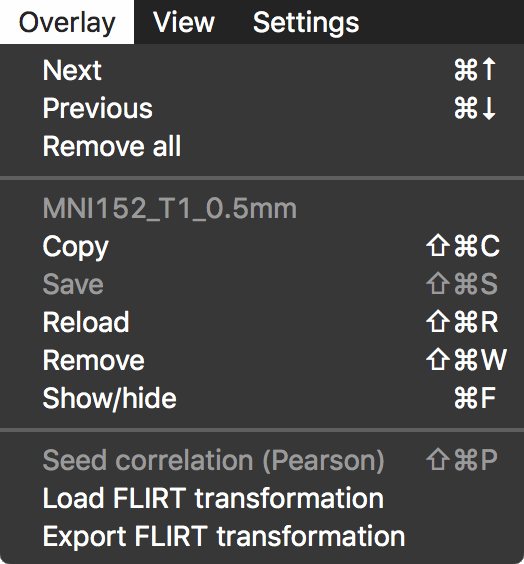 Overlay View Settings
Next ⌘↑
Previous ⌘↓
Remove all
MNI152_T1_0.5mm
Copy ⇧⌘C
Save ⇧⌘S
Reload ⇧⌘R
Remove ⇧⌘W
Show/hide ⌘F
Seed correlation (Pearson) ⇧⌘P
Load FLIRT transformation
Export FLIRT transformation